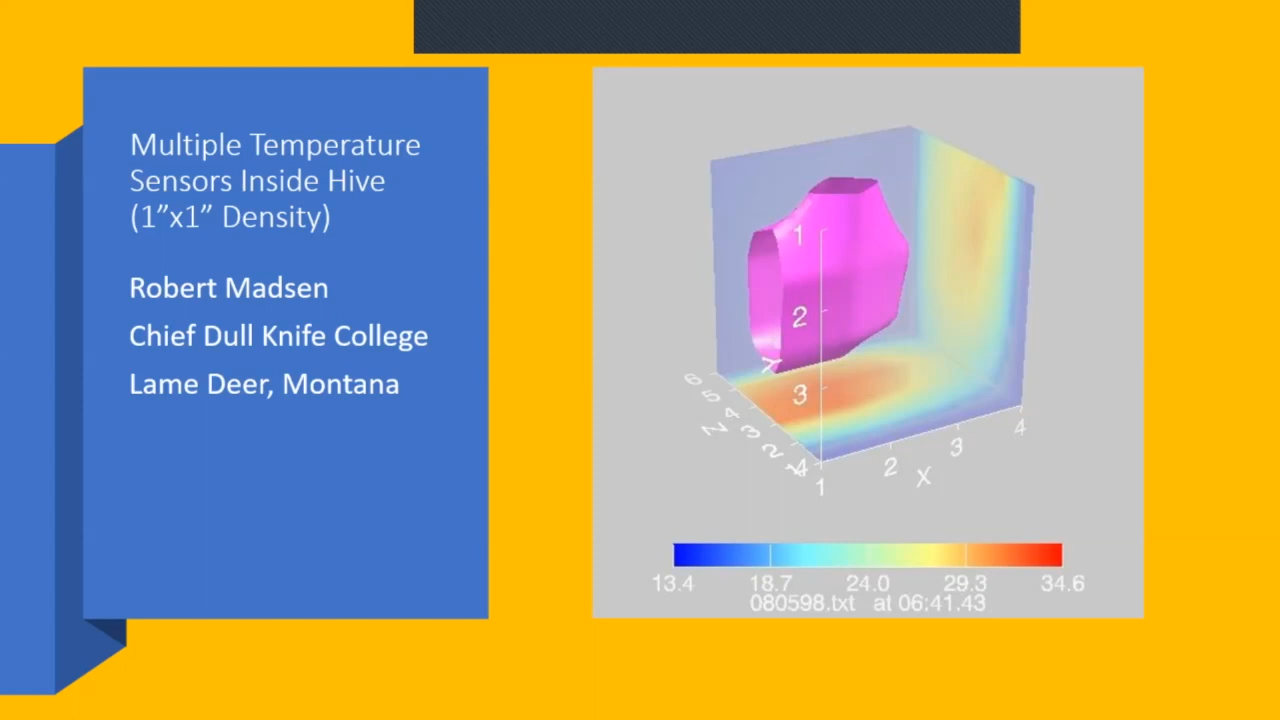 Multiple Temperature
Sensors Inside Hive
(1”x1” Density)
Robert Madsen
Chief Dull Knife College
Lame Deer, Montana
1
2
Y
3
4
6
5
4
3
2
1
Z
1
2
3
4
X
13.4 18.7 24.0 29.3 34.6
080598.txt at 06:41.43